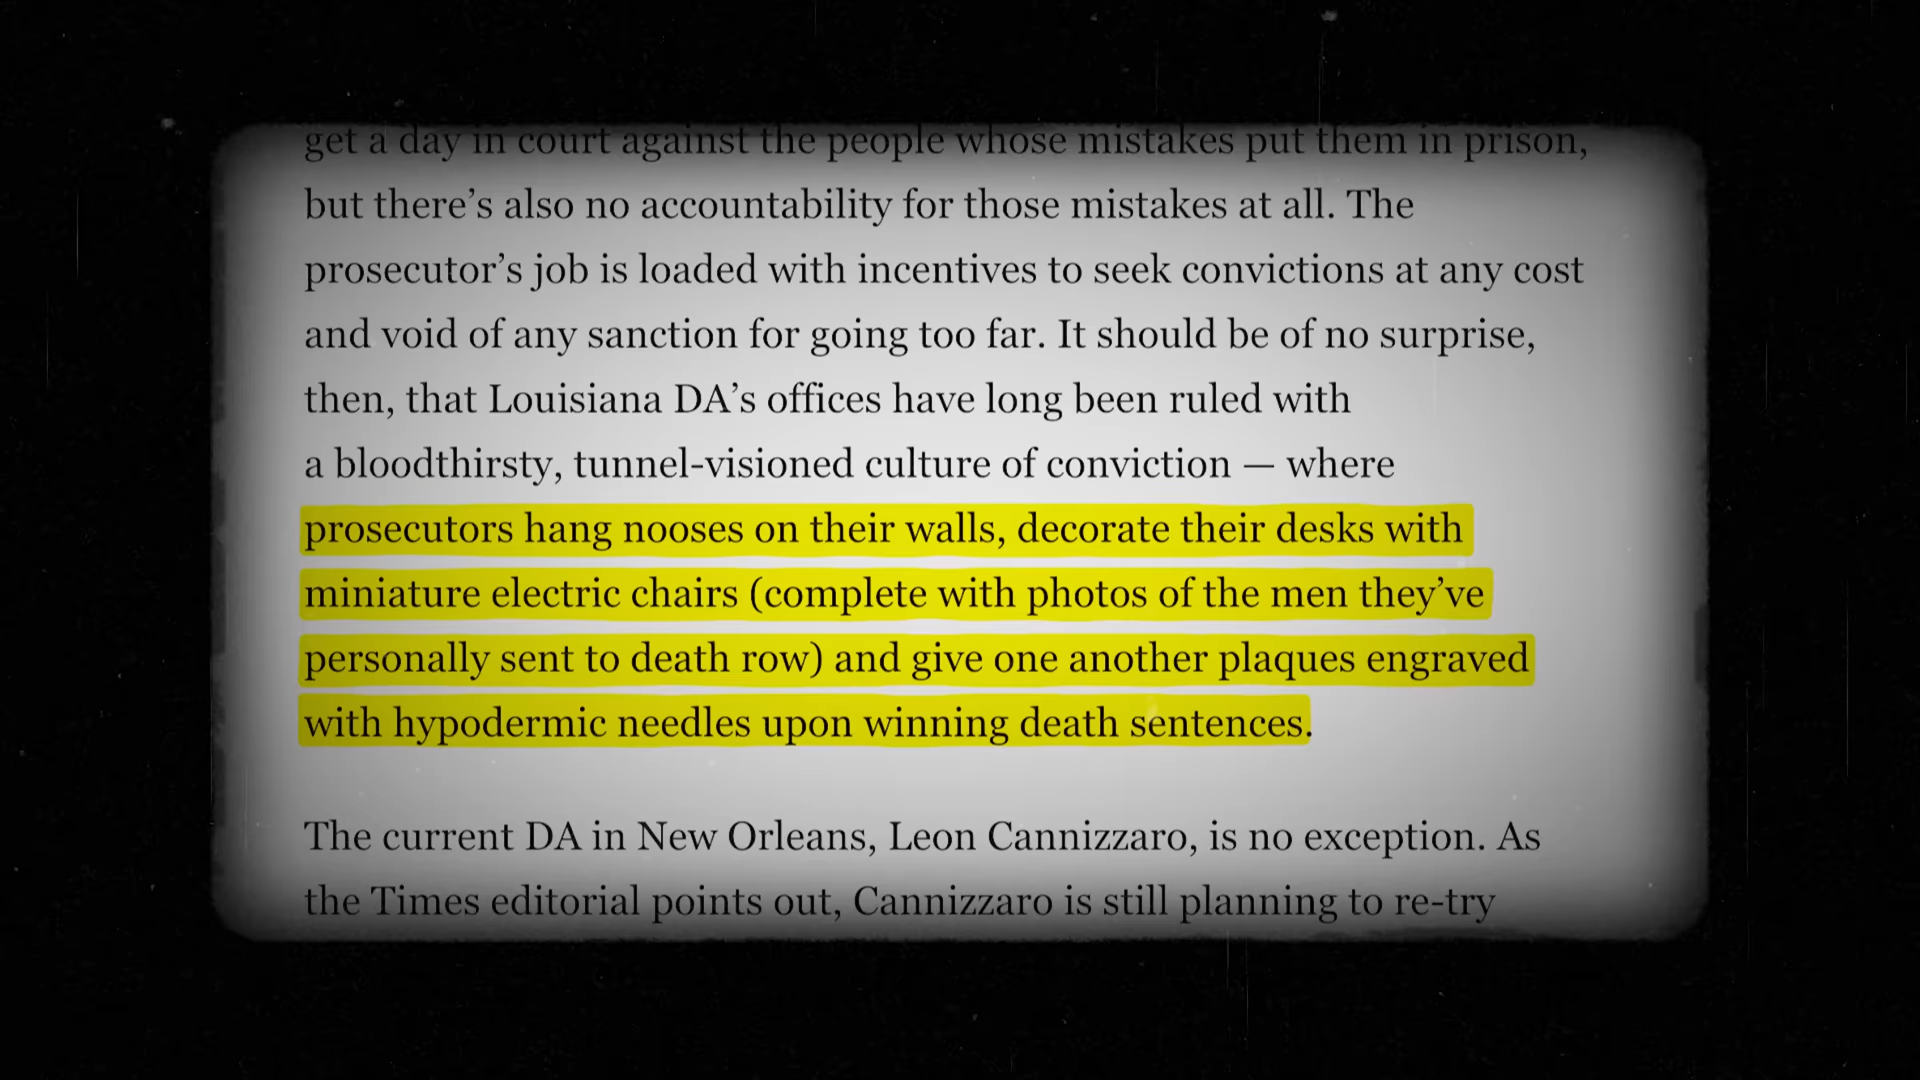 get a day in court against the people whose mistakes put them in prison,
but there’s also no accountability for those mistakes at all. The
prosecutor’s job is loaded with incentives to seek convictions at any cost
and void of any sanction for going too far. It should be of no surprise,
then, that Louisiana DA’s offices have long been ruled with
a bloodthirsty, tunnel-visioned culture of conviction — where
prosecutors hang nooses on their walls, decorate their desks with
miniature electric chairs (complete with photos of the men they’ve
personally sent to death row) and give one another plaques engraved
with hypodermic needles upon winning death sentences.
The current DA in New Orleans, Leon Cannizzaro, is no exception. As
the Times editorial points out, Cannizzaro is still planning to re-try